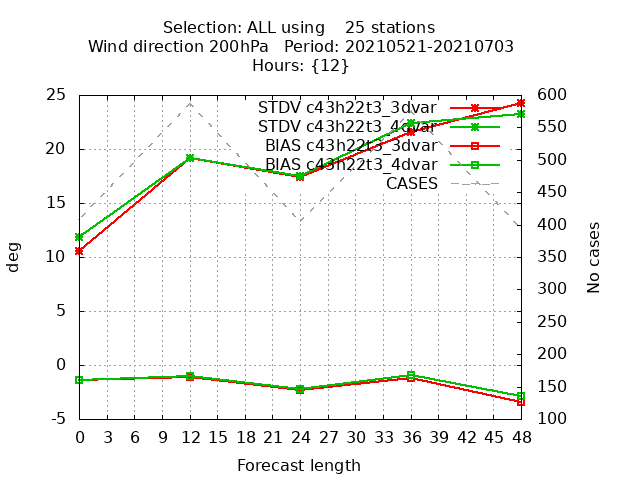 Selection: ALL using    25 stations
Wind direction 200hPa   Period: 20210521-20210703
Hours: {12}
25
20
15
10
5
0
-5
deg
STDV c43h22t3_3dvar
STDV c43h22t3_4dvar
BIAS c43h22t3_3dvar
BIAS c43h22t3_4dvar
CASES
600
550
500
450
400
350
300
250
200
150
100
No cases
0 3 6 9 12 15 18 21 24 27 30 33 36 39 42 45 48
Forecast length